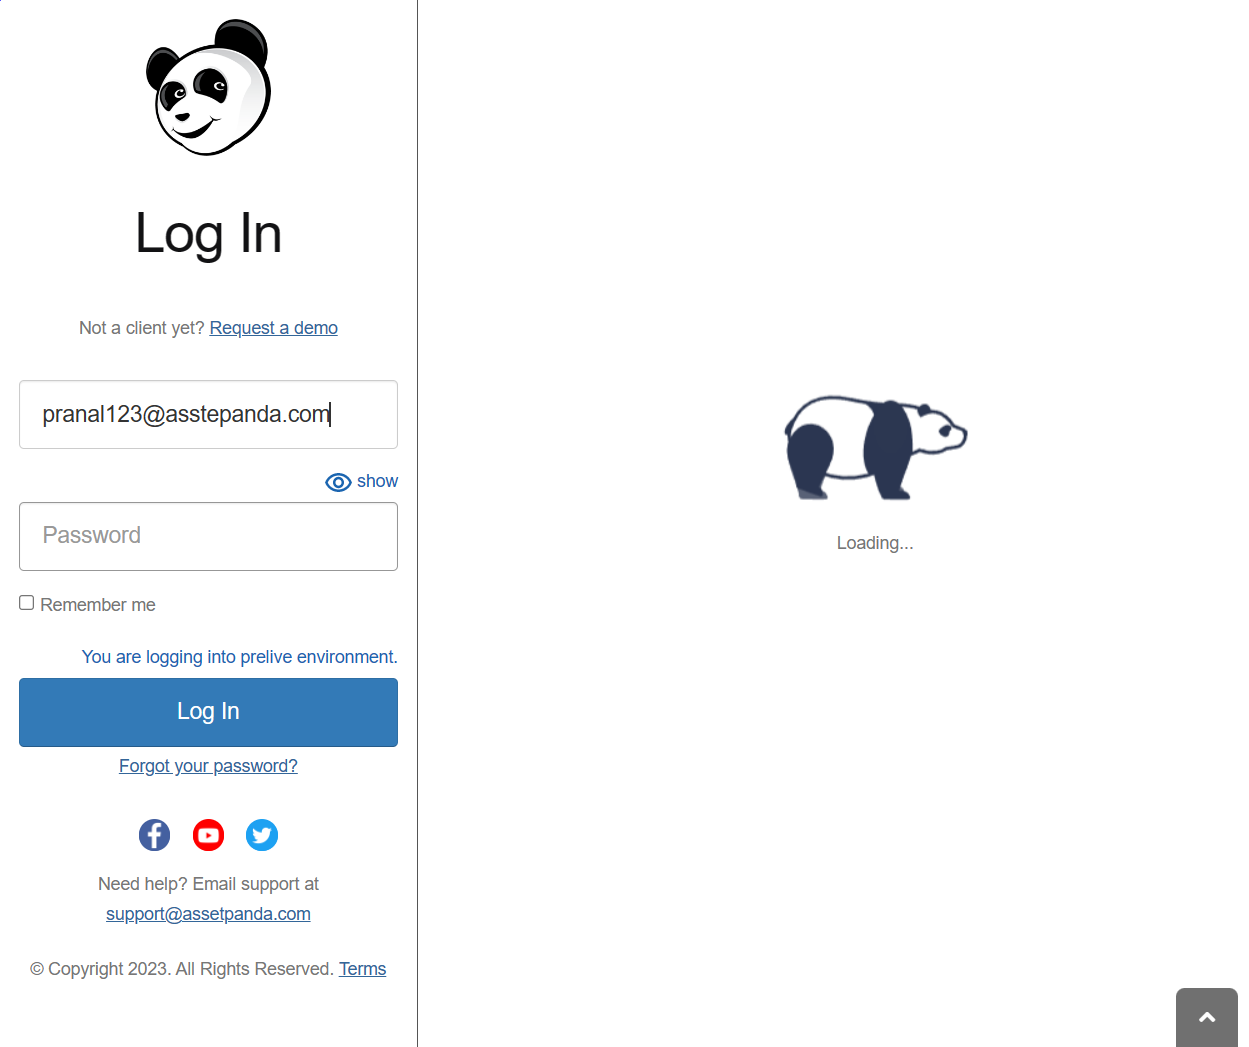 Log In
Not a client yet? Request a demo
pranal123@asstepanda.com
show
Password
Remember me
You are logging into prelive environment.
Log In
Forgot your password?
Need help? Email support at
support@assetpanda.com
© Copyright 2023. All Rights Reserved. Terms
Loading...